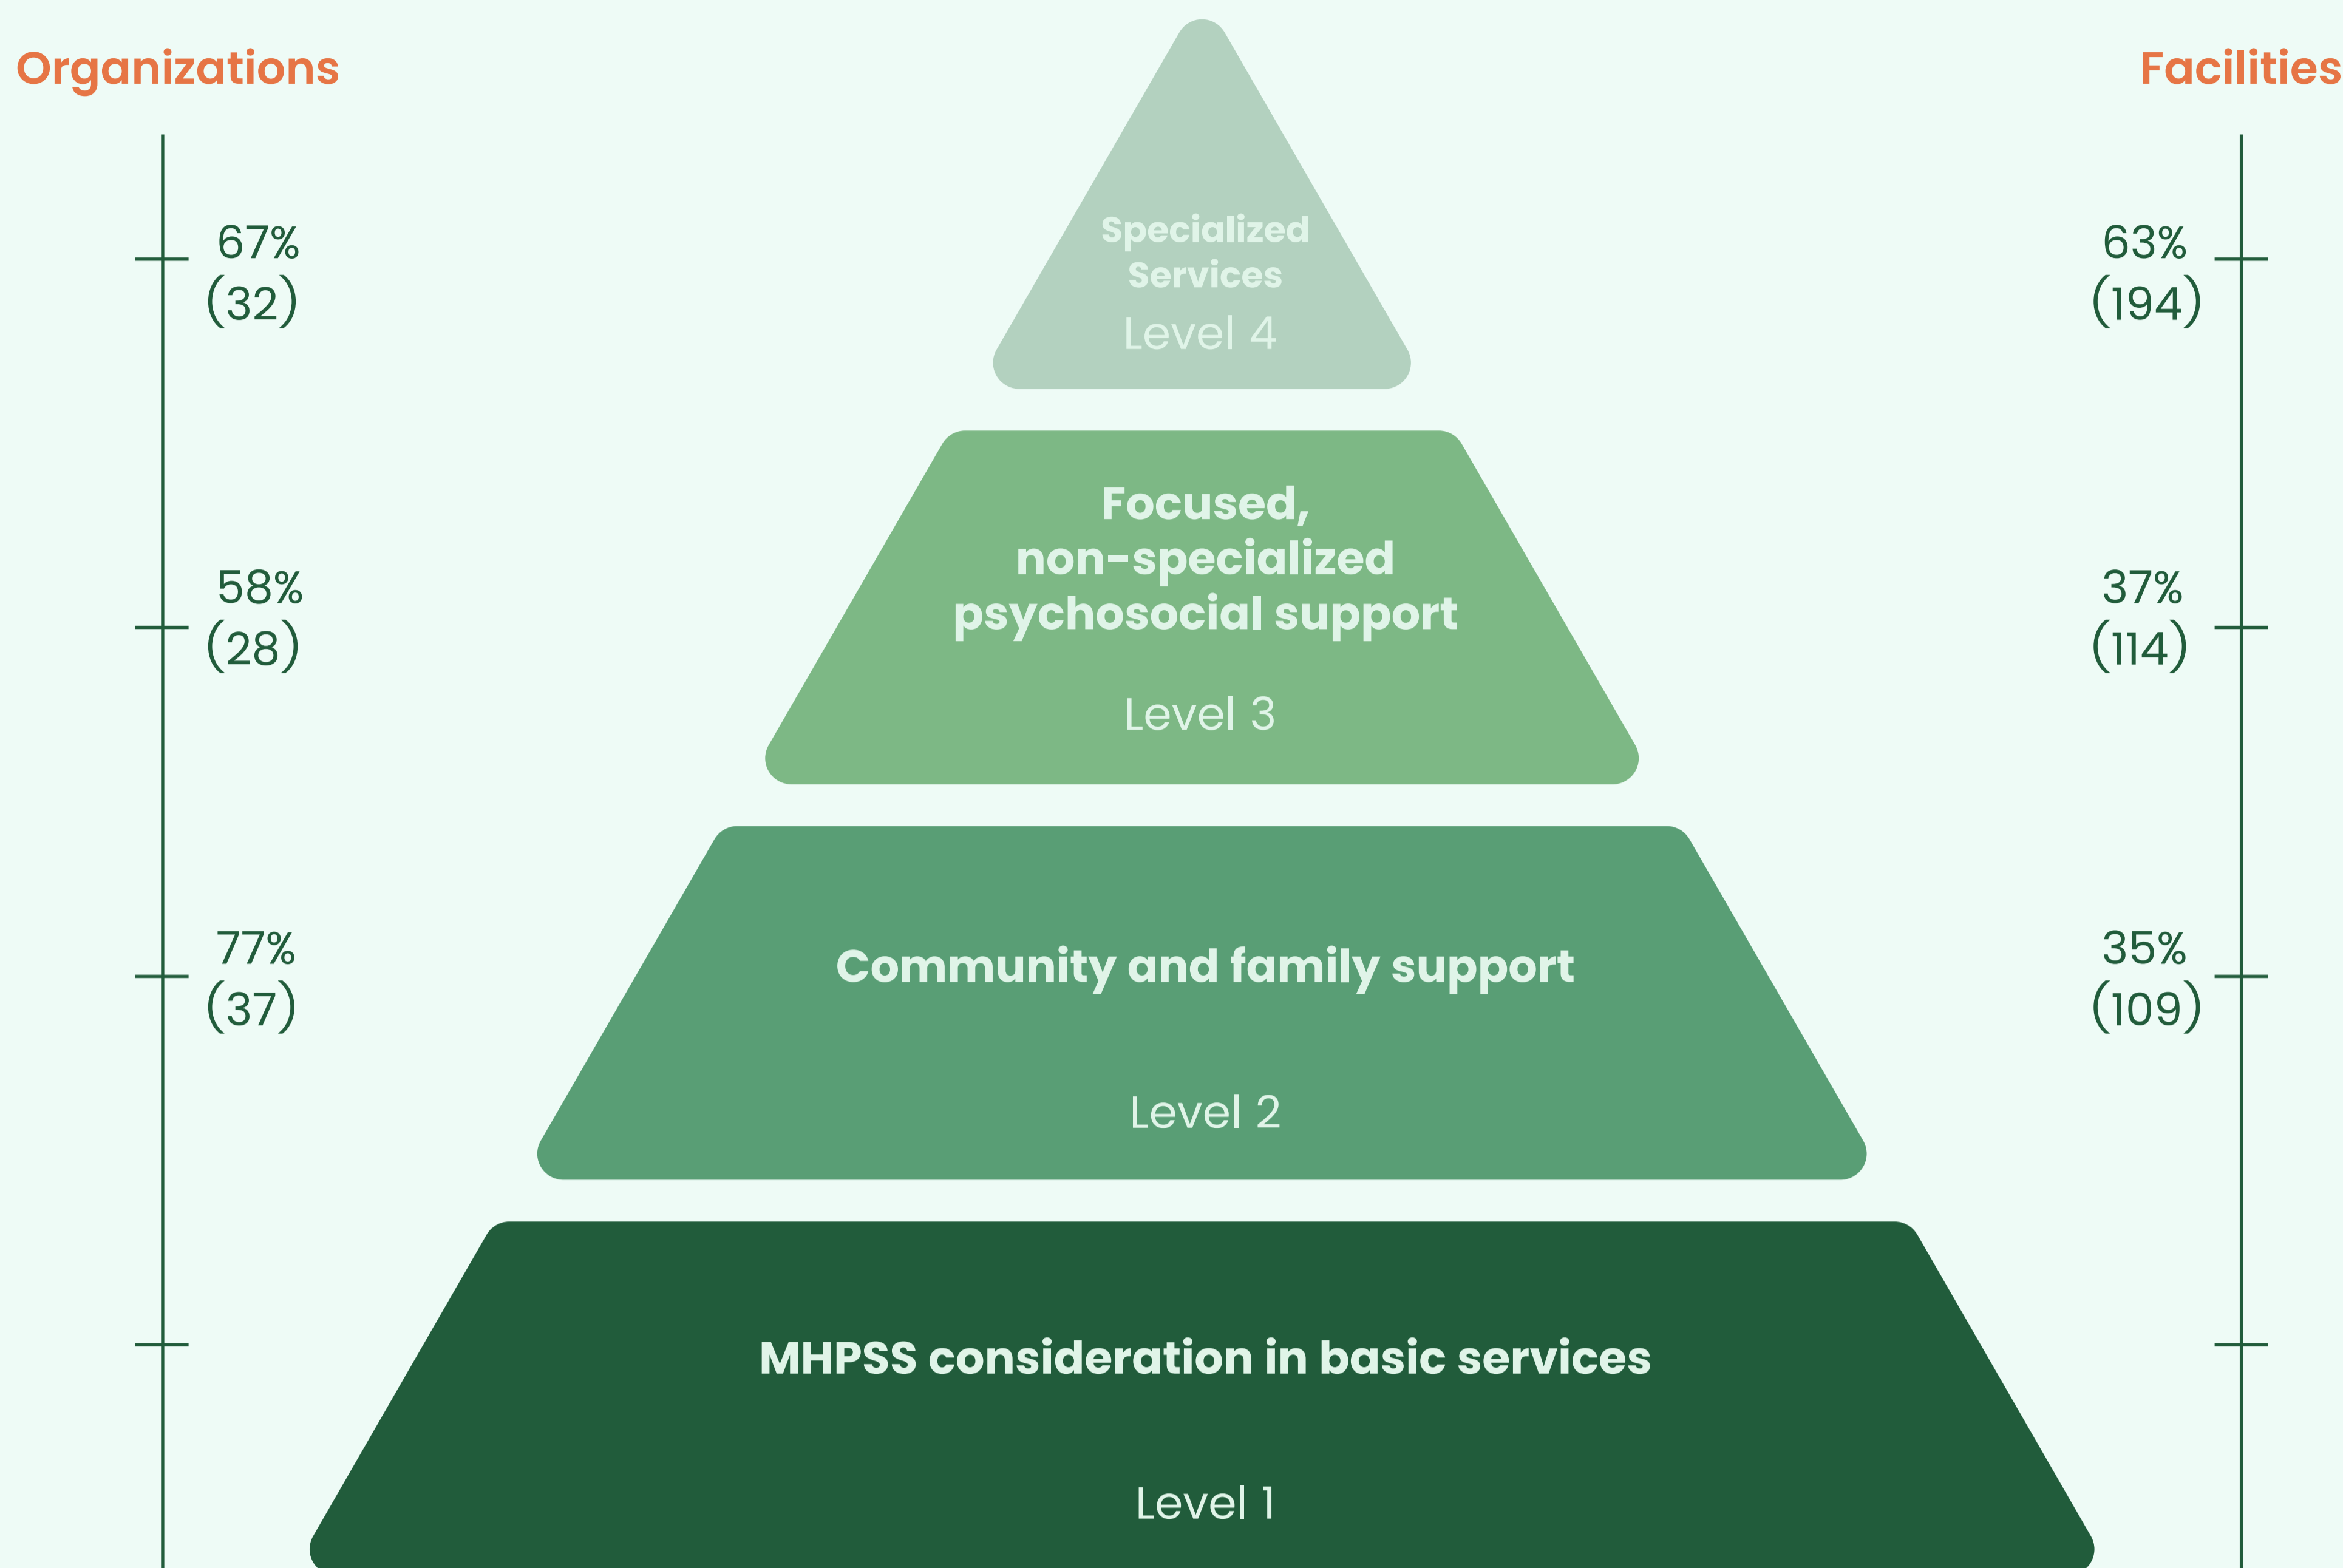 Organizations
Facilities
67%
(32)
Specialized
Services
Level 4
63%
(194)
58%
(28)
Focused,
non-specialized
psychosocial support
Level 3
37%
(114)
77%
(37)
Community and family support
Level 2
35%
(109)
MHPSS consideration in basic services
Level 1